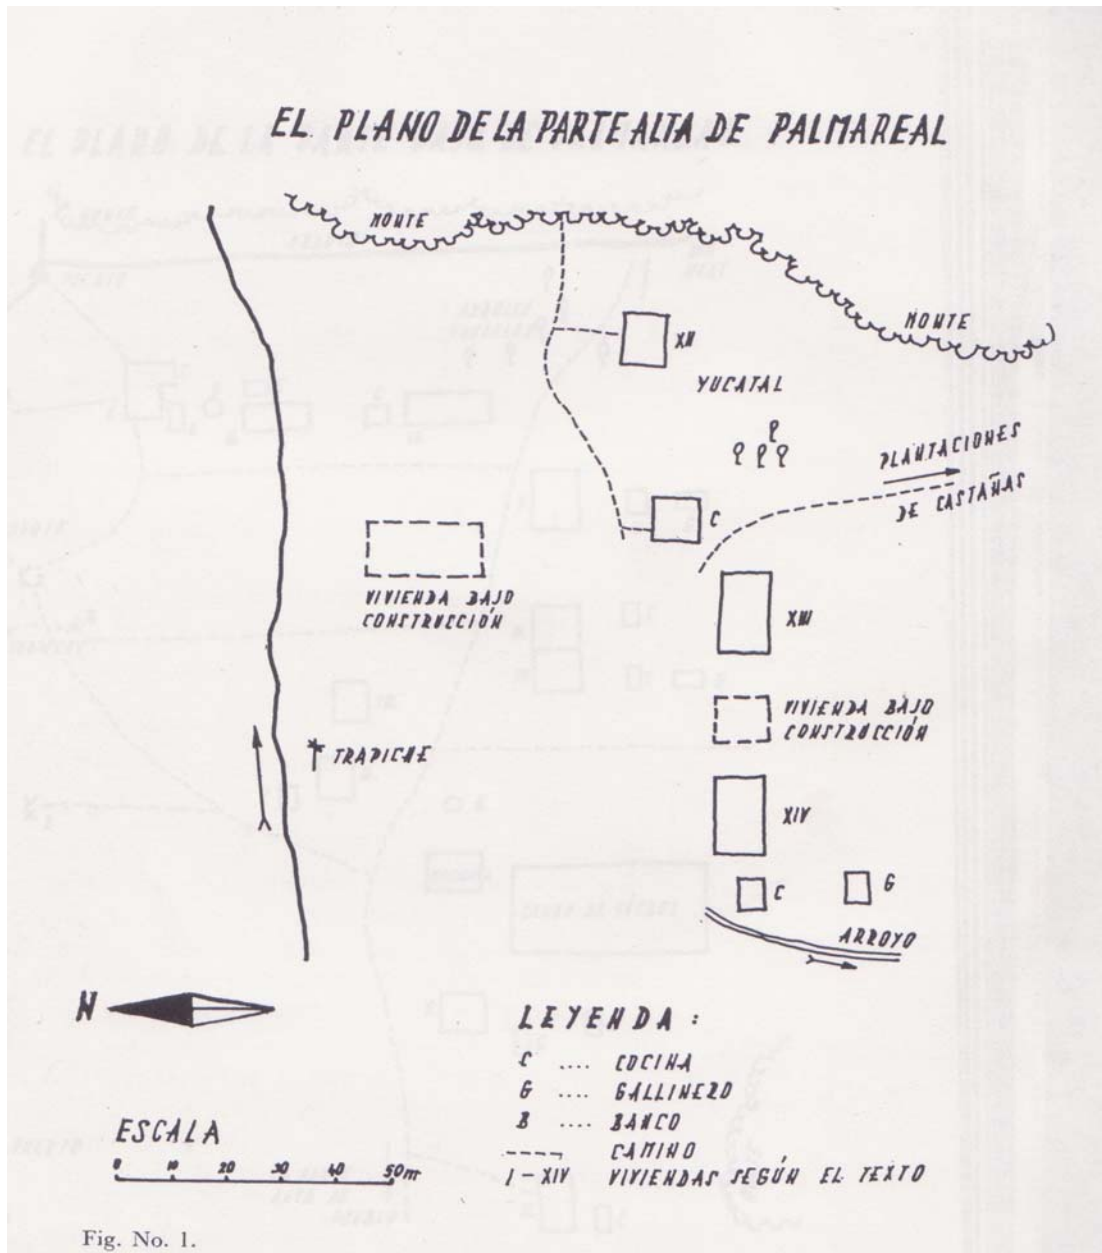 EL PLANO DE LA PARTE ALTA DE PALMAREAL
MONTE
MONTE
XII
YUCATAL
PLANTACIONES
DE CASTAÑAS
C
VIVIENDA BAJO
CONSTRUCCIÓN
XIII
VIVIENDA BAJO
CONSTRUCCIÓN
TRAPICHE
XIV
C
G
ARROYO
N
LEYENDA :
C .... COCINA
G .... GALLINERO
B .... BANCO
CAMINO
I - XIV VIVIENDAS SEGÚN EL TEXTO
ESCALA
0 10 20 30 40 50m
Fig. No. 1.